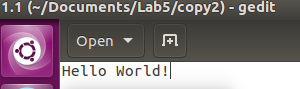 1.1 (~/Documents/Lab5/copy2) - gedit
Open
Hello World!